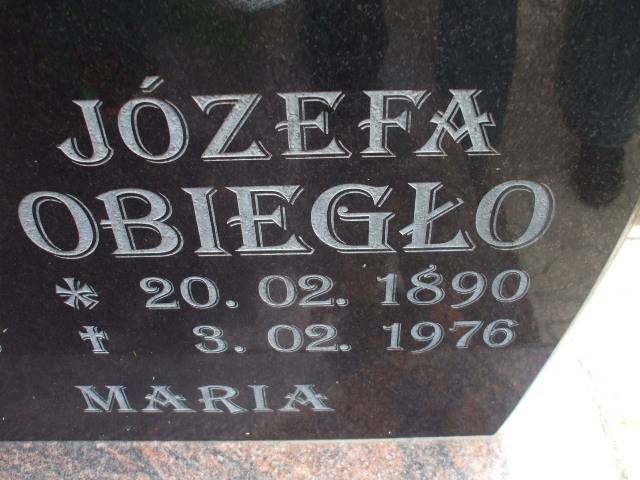 JÓZEFA
OBIEGŁO
* 20. 02. 1890
† 3. 02. 1976
MARIA